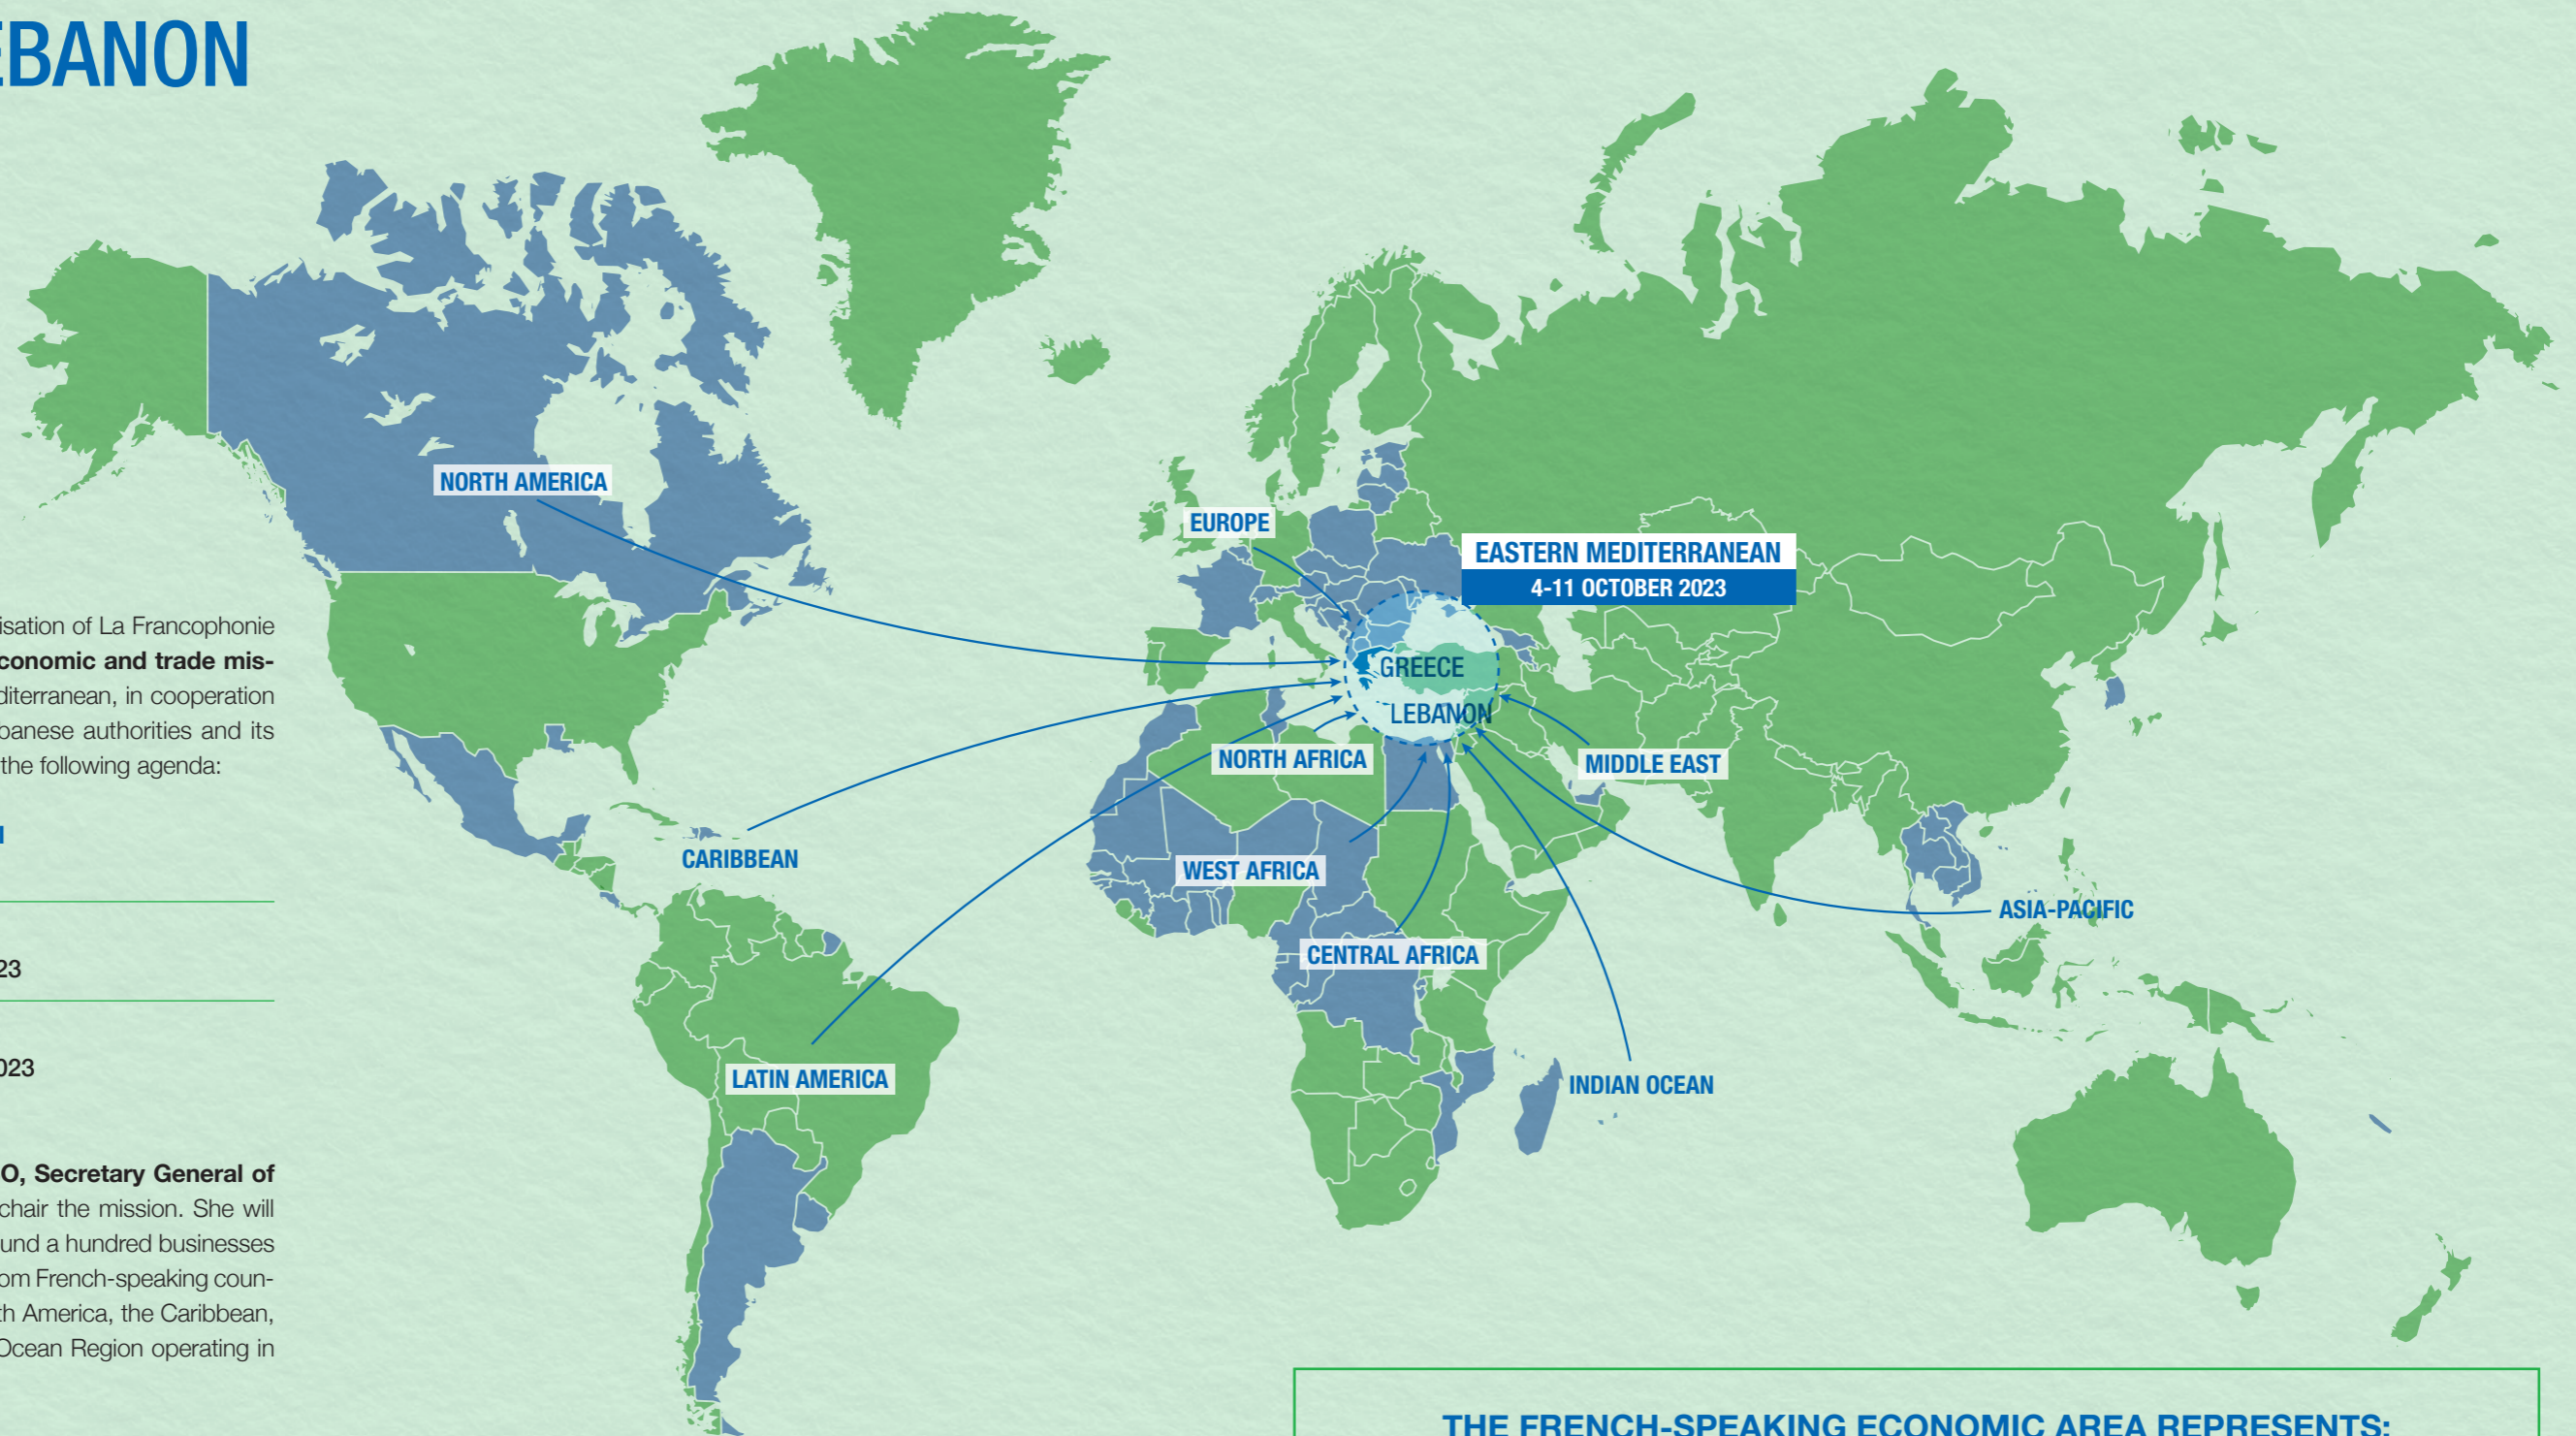 EBANON
isation of La Francophonie
conomic and trade mis-
diterranean, in cooperation
banese authorities and its
the following agenda:
23
023
O, Secretary General of
chair the mission. She will
und a hundred businesses
om French-speaking coun-
th America, the Caribbean,
Ocean Region operating in
NORTH AMERICA
EUROPE
EASTERN MEDITERRANEAN
4-11 OCTOBER 2023
GREECE
LEBANON
NORTH AFRICA
MIDDLE EAST
CARIBBEAN
WEST AFRICA
ASIA-PACIFIC
CENTRAL AFRICA
LATIN AMERICA
INDIAN OCEAN
THE FRENCH-SPEAKING ECONOMIC AREA REPRESENTS: